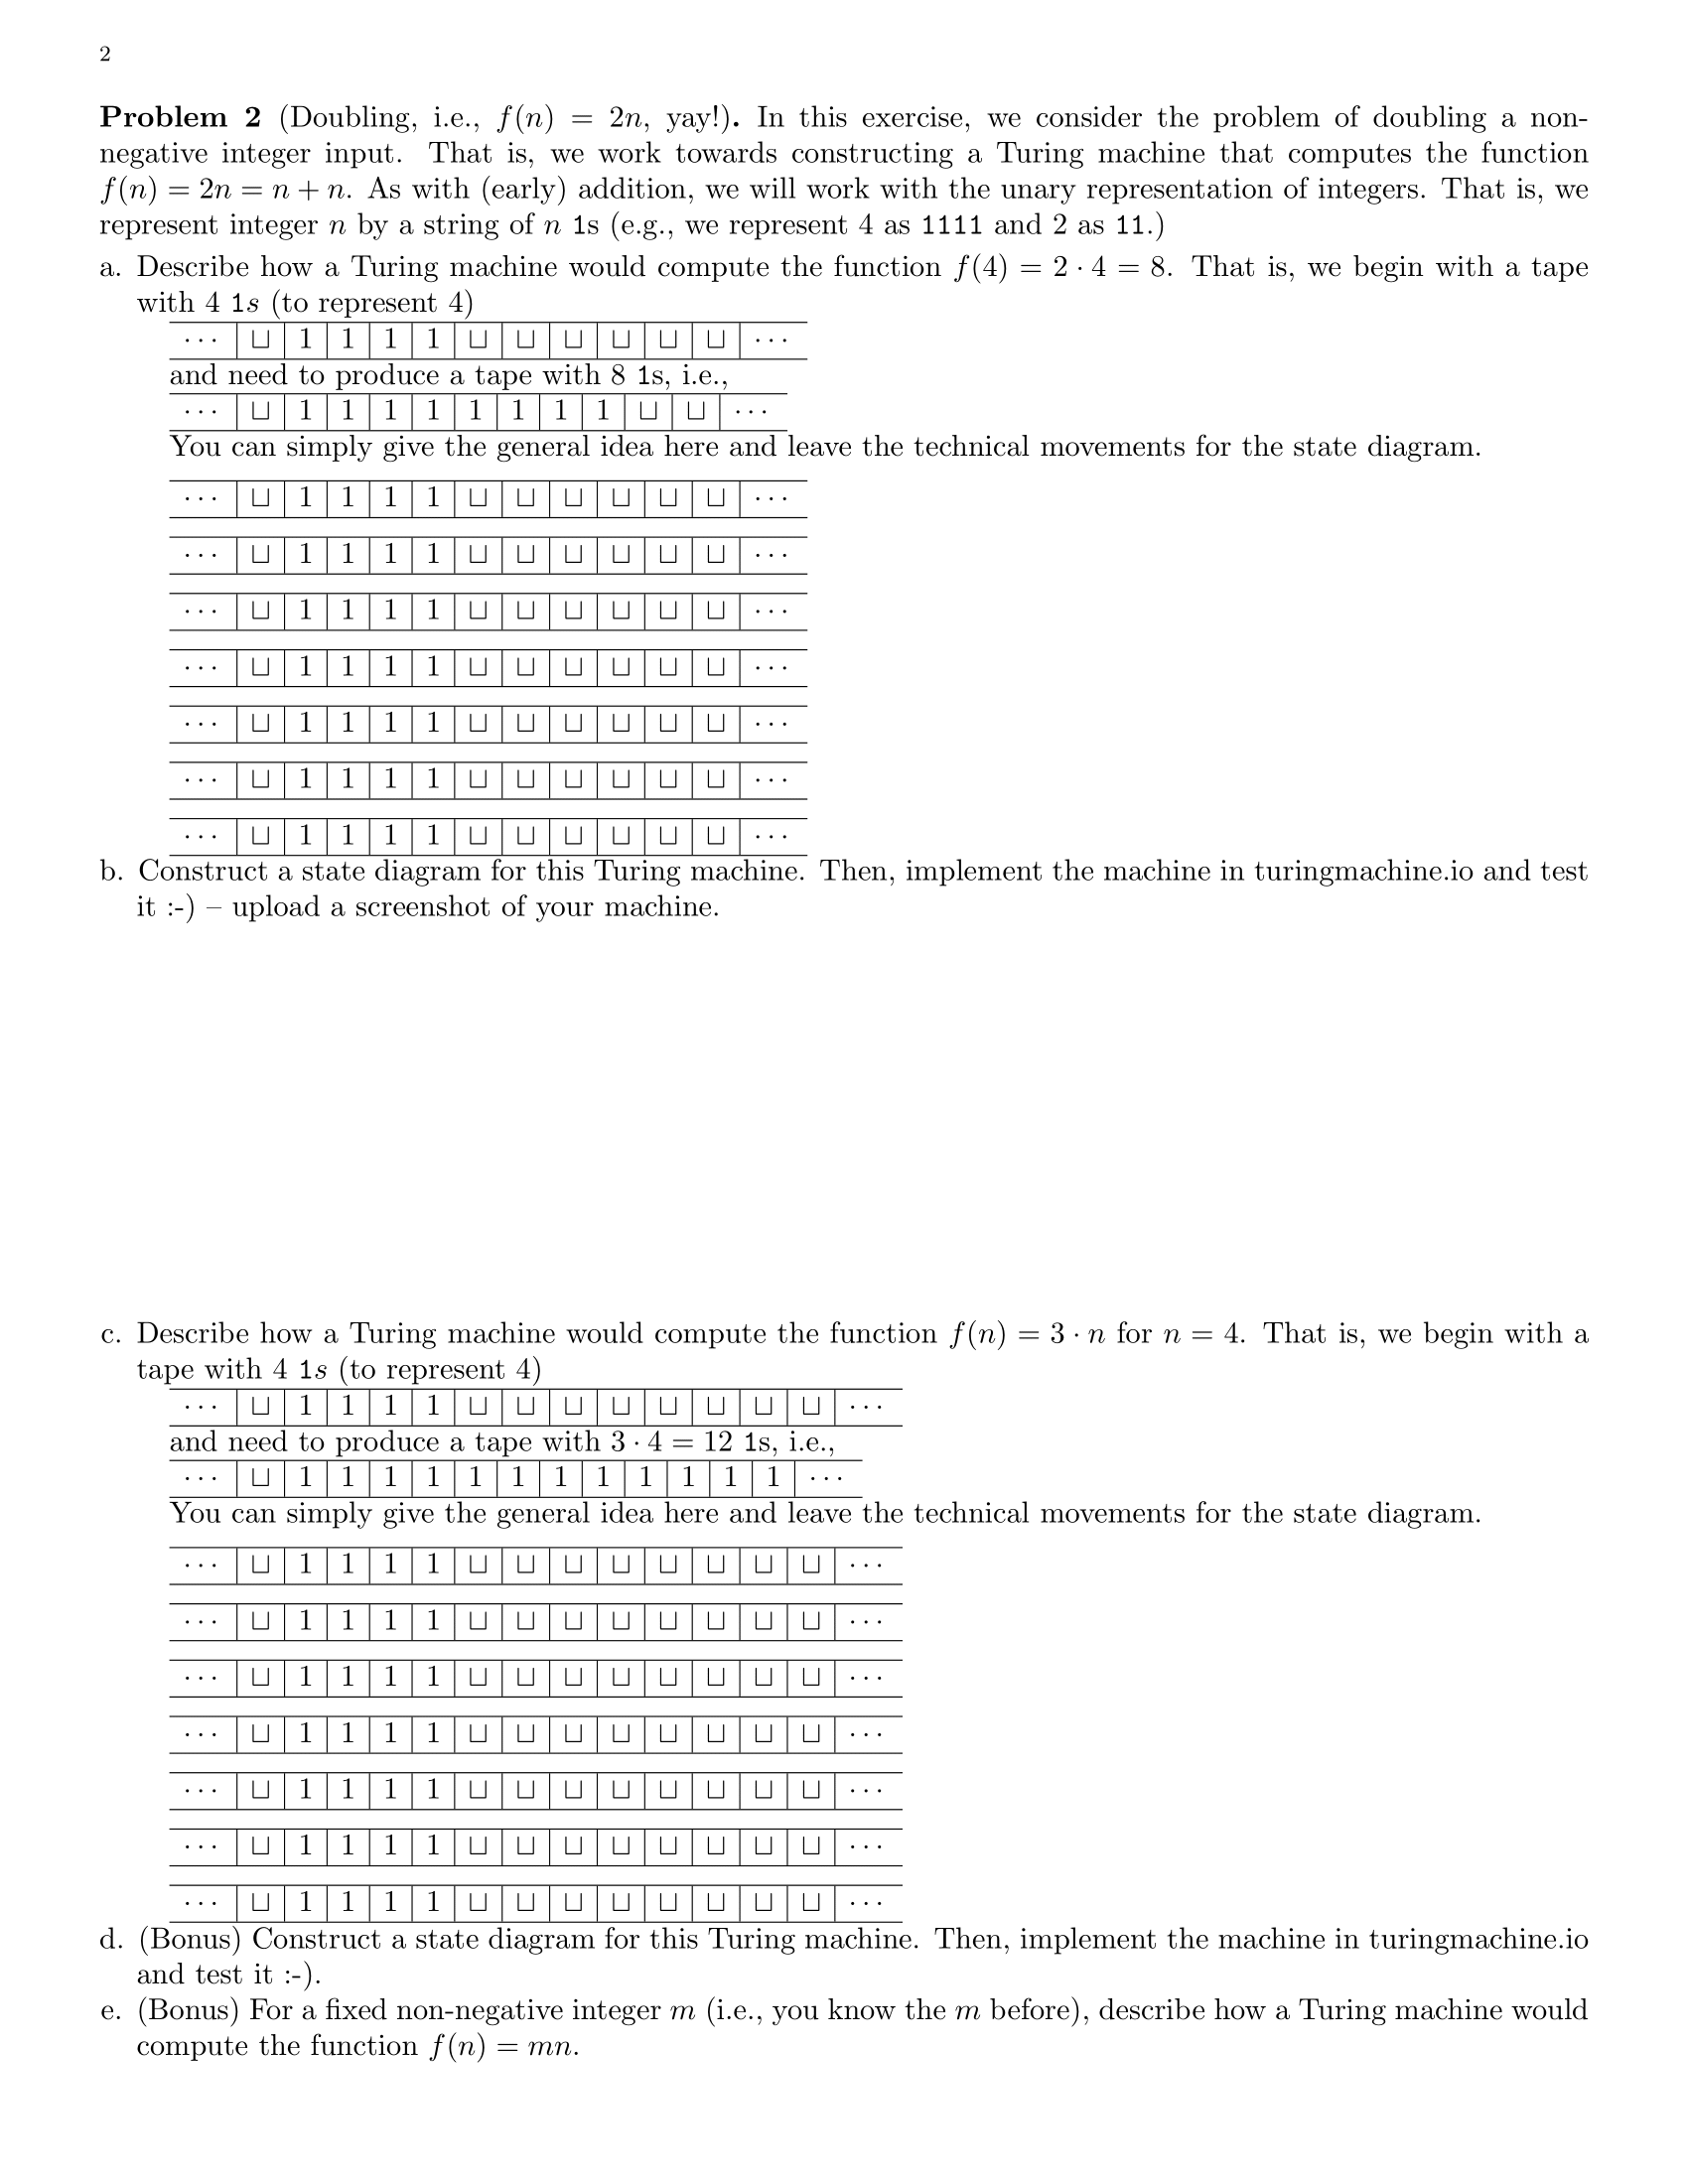 2
Problem 2 (Doubling, i.e., f(n) = 2n, yay!). In this exercise, we consider the problem of doubling a non-
negative integer input. That is, we work towards constructing a Turing machine that computes the function
f(n) = 2n = n + n. As with (early) addition, we will work with the unary representation of integers. That is, we
represent integer n by a string of n 1s (e.g., we represent 4 as 1111 and 2 as 11.)
a. Describe how a Turing machine would compute the function f(4) = 2 · 4 = 8. That is, we begin with a tape
with 4 1s (to represent 4)
··· ⊔ 1 1 1 1 ⊔ ⊔ ⊔ ⊔ ⊔ ⊔ ···
and need to produce a tape with 8 1s, i.e.,
··· ⊔ 1 1 1 1 1 1 1 1 ⊔ ⊔ ···
You can simply give the general idea here and leave the technical movements for the state diagram.
··· ⊔ 1 1 1 1 ⊔ ⊔ ⊔ ⊔ ⊔ ⊔ ···
··· ⊔ 1 1 1 1 ⊔ ⊔ ⊔ ⊔ ⊔ ⊔ ···
··· ⊔ 1 1 1 1 ⊔ ⊔ ⊔ ⊔ ⊔ ⊔ ···
··· ⊔ 1 1 1 1 ⊔ ⊔ ⊔ ⊔ ⊔ ⊔ ···
··· ⊔ 1 1 1 1 ⊔ ⊔ ⊔ ⊔ ⊔ ⊔ ···
··· ⊔ 1 1 1 1 ⊔ ⊔ ⊔ ⊔ ⊔ ⊔ ···
··· ⊔ 1 1 1 1 ⊔ ⊔ ⊔ ⊔ ⊔ ⊔ ···
b. Construct a state diagram for this Turing machine. Then, implement the machine in turingmachine.io and test
it :-) – upload a screenshot of your machine.
c. Describe how a Turing machine would compute the function f(n) = 3 · n for n = 4. That is, we begin with a
tape with 4 1s (to represent 4)
··· ⊔ 1 1 1 1 ⊔ ⊔ ⊔ ⊔ ⊔ ⊔ ⊔ ⊔ ···
and need to produce a tape with 3 · 4 = 12 1s, i.e.,
··· ⊔ 1 1 1 1 1 1 1 1 1 1 1 1 ···
You can simply give the general idea here and leave the technical movements for the state diagram.
··· ⊔ 1 1 1 1 ⊔ ⊔ ⊔ ⊔ ⊔ ⊔ ⊔ ⊔ ···
··· ⊔ 1 1 1 1 ⊔ ⊔ ⊔ ⊔ ⊔ ⊔ ⊔ ⊔ ···
··· ⊔ 1 1 1 1 ⊔ ⊔ ⊔ ⊔ ⊔ ⊔ ⊔ ⊔ ···
··· ⊔ 1 1 1 1 ⊔ ⊔ ⊔ ⊔ ⊔ ⊔ ⊔ ⊔ ···
··· ⊔ 1 1 1 1 ⊔ ⊔ ⊔ ⊔ ⊔ ⊔ ⊔ ⊔ ···
··· ⊔ 1 1 1 1 ⊔ ⊔ ⊔ ⊔ ⊔ ⊔ ⊔ ⊔ ···
··· ⊔ 1 1 1 1 ⊔ ⊔ ⊔ ⊔ ⊔ ⊔ ⊔ ⊔ ···
d. (Bonus) Construct a state diagram for this Turing machine. Then, implement the machine in turingmachine.io
and test it :-).
e. (Bonus) For a fixed non-negative integer m (i.e., you know the m before), describe how a Turing machine would
compute the function f(n) = mn.